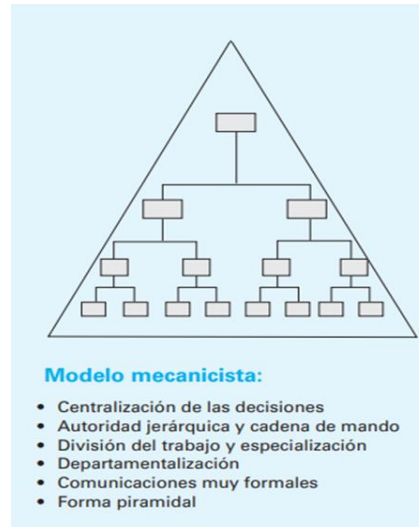 Modelo mecanicista:
• Centralización de las decisiones
• Autoridad jerárquica y cadena de mando
• División del trabajo y especialización
• Departamentalización
• Comunicaciones muy formales
• Forma piramidal